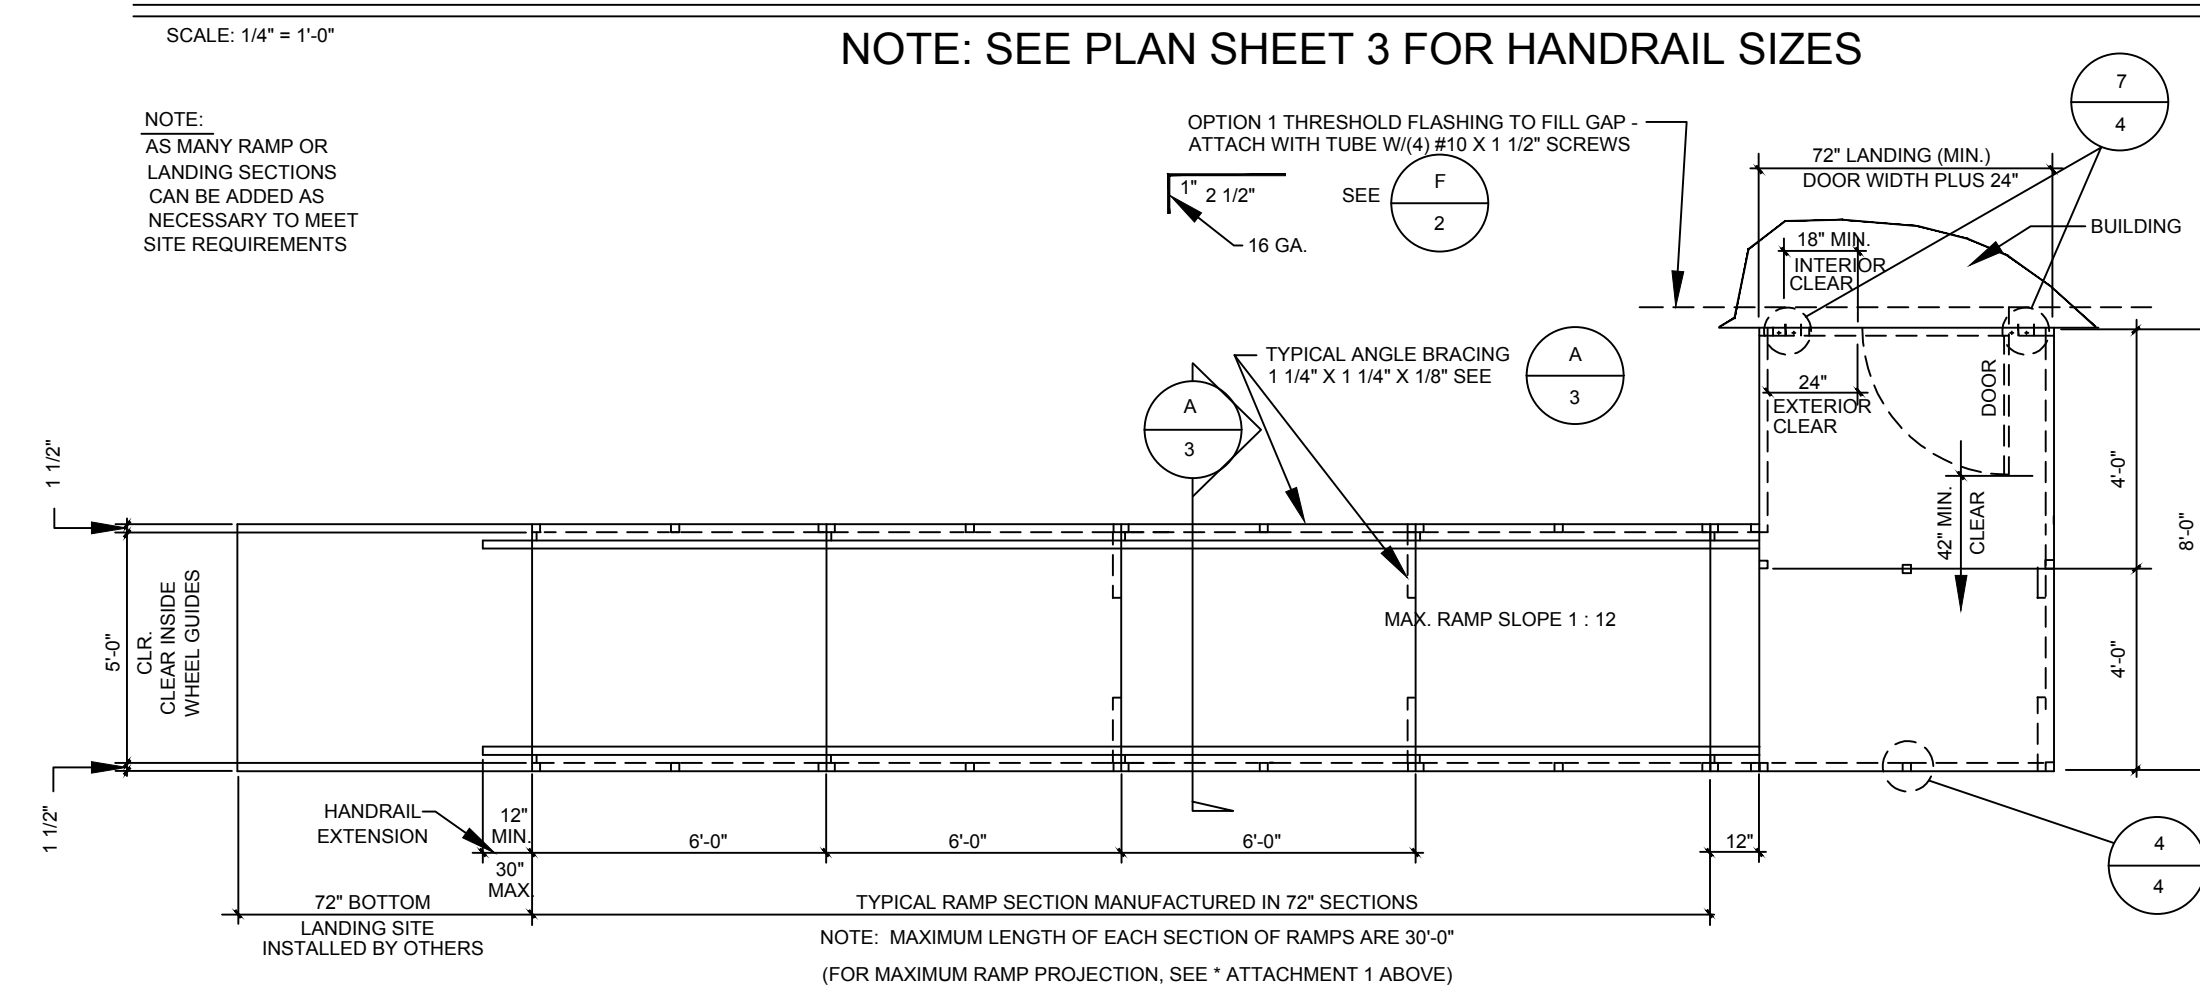 SCALE: 1/4" = 1'-0"
NOTE: SEE PLAN SHEET 3 FOR HANDRAIL SIZES
NOTE:
AS MANY RAMP OR
LANDING SECTIONS
CAN BE ADDED AS
NECESSARY TO MEET
SITE REQUIREMENTS
OPTION 1 THRESHOLD FLASHING TO FILL GAP -
ATTACH WITH TUBE W/(4) #10 X 1 1/2" SCREWS
1"
2 1/2"
16 GA.
SEE
F
2
7
4
72" LANDING (MIN.)
DOOR WIDTH PLUS 24"
BUILDING
18" MIN.
INTERIOR
CLEAR
TYPICAL ANGLE BRACING
1 1/4" X 1 1/4" X 1/8" SEE
A
3
A
3
24"
EXTERIOR
CLEAR
DOOR
42" MIN.
CLEAR
4'-0"
4'-0"
8'-0"
1 1/2"
5'-0"
CLR.
CLEAR INSIDE
WHEEL GUIDES
1 1/2"
MAX. RAMP SLOPE 1 : 12
HANDRAIL
EXTENSION
12"
MIN.
30"
MAX.
6'-0"
6'-0"
6'-0"
12"
4
4
72" BOTTOM
LANDING SITE
INSTALLED BY OTHERS
TYPICAL RAMP SECTION MANUFACTURED IN 72" SECTIONS
NOTE: MAXIMUM LENGTH OF EACH SECTION OF RAMPS ARE 30'-0"
(FOR MAXIMUM RAMP PROJECTION, SEE * ATTACHMENT 1 ABOVE)